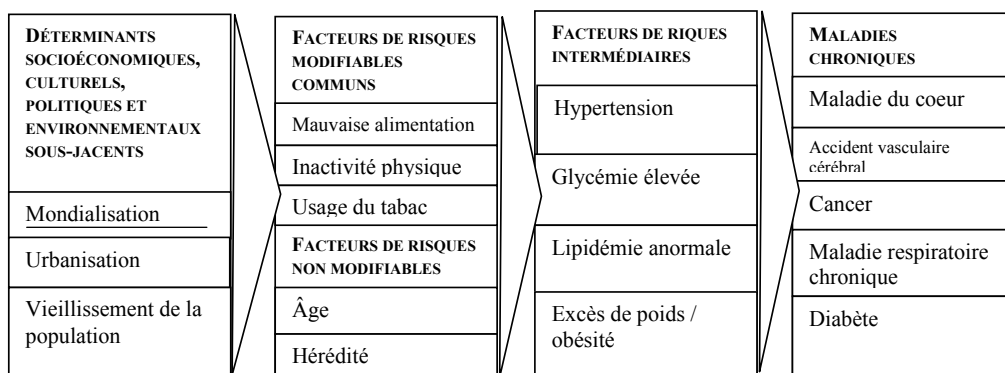 DÉTERMINANTS
SOCIOÉCONOMIQUES,
CULTURELS,
POLITIQUES ET
ENVIRONNEMENTAUX
SOUS-JACENTS
Mondialisation
Urbanisation
Vieillissement de la
population
FACTEURS DE RISQUES
MODIFIABLES
COMMUNS
Mauvaise alimentation
Inactivité physique
Usage du tabac
FACTEURS DE RISQUES
NON MODIFIABLES
Âge
Hérédité
FACTEURS DE RIQUES
INTERMÉDIAIRES
Hypertension
Glycémie élevée
Lipidémie anormale
Excès de poids /
obésité
MALADIES
CHRONIQUES
Maladie du coeur
Accident vasculaire
cérébral
Cancer
Maladie respiratoire
chronique
Diabète